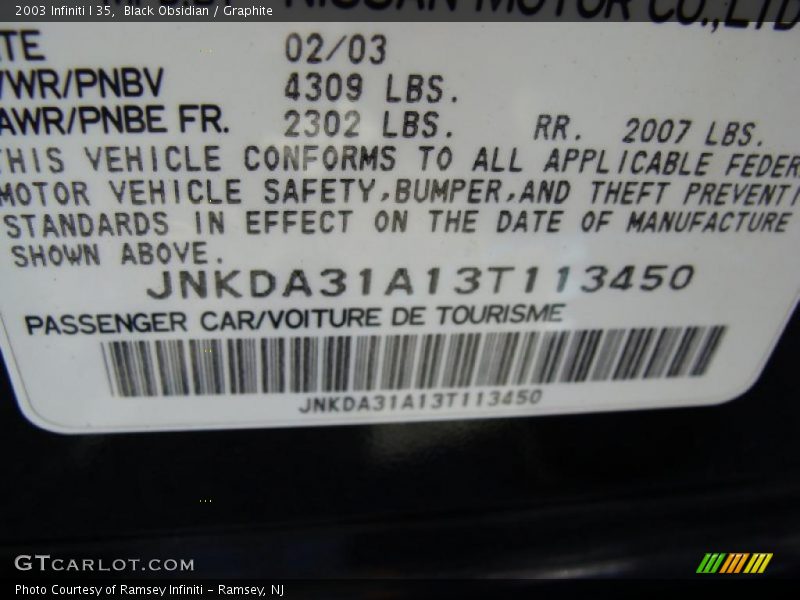 2003 Infiniti I 35,  Black Obsidian / Graphite
NISSAN MOTOR CO.,LTD
TE
02/03
VWR/PNBV 4309 LBS.
AWR/PNBE FR. 2302 LBS. RR. 2007 LBS.
THIS VEHICLE CONFORMS TO ALL APPLICABLE FEDER
MOTOR VEHICLE SAFETY,BUMPER,AND THEFT PREVENTI
STANDARDS IN EFFECT ON THE DATE OF MANUFACTURE
SHOWN ABOVE.
JNKDA31A13T113450
PASSENGER CAR/VOITURE DE TOURISME
JNKDA31A13T113450
GTCARLOT.COM
Photo Courtesy of Ramsey Infiniti - Ramsey, NJ